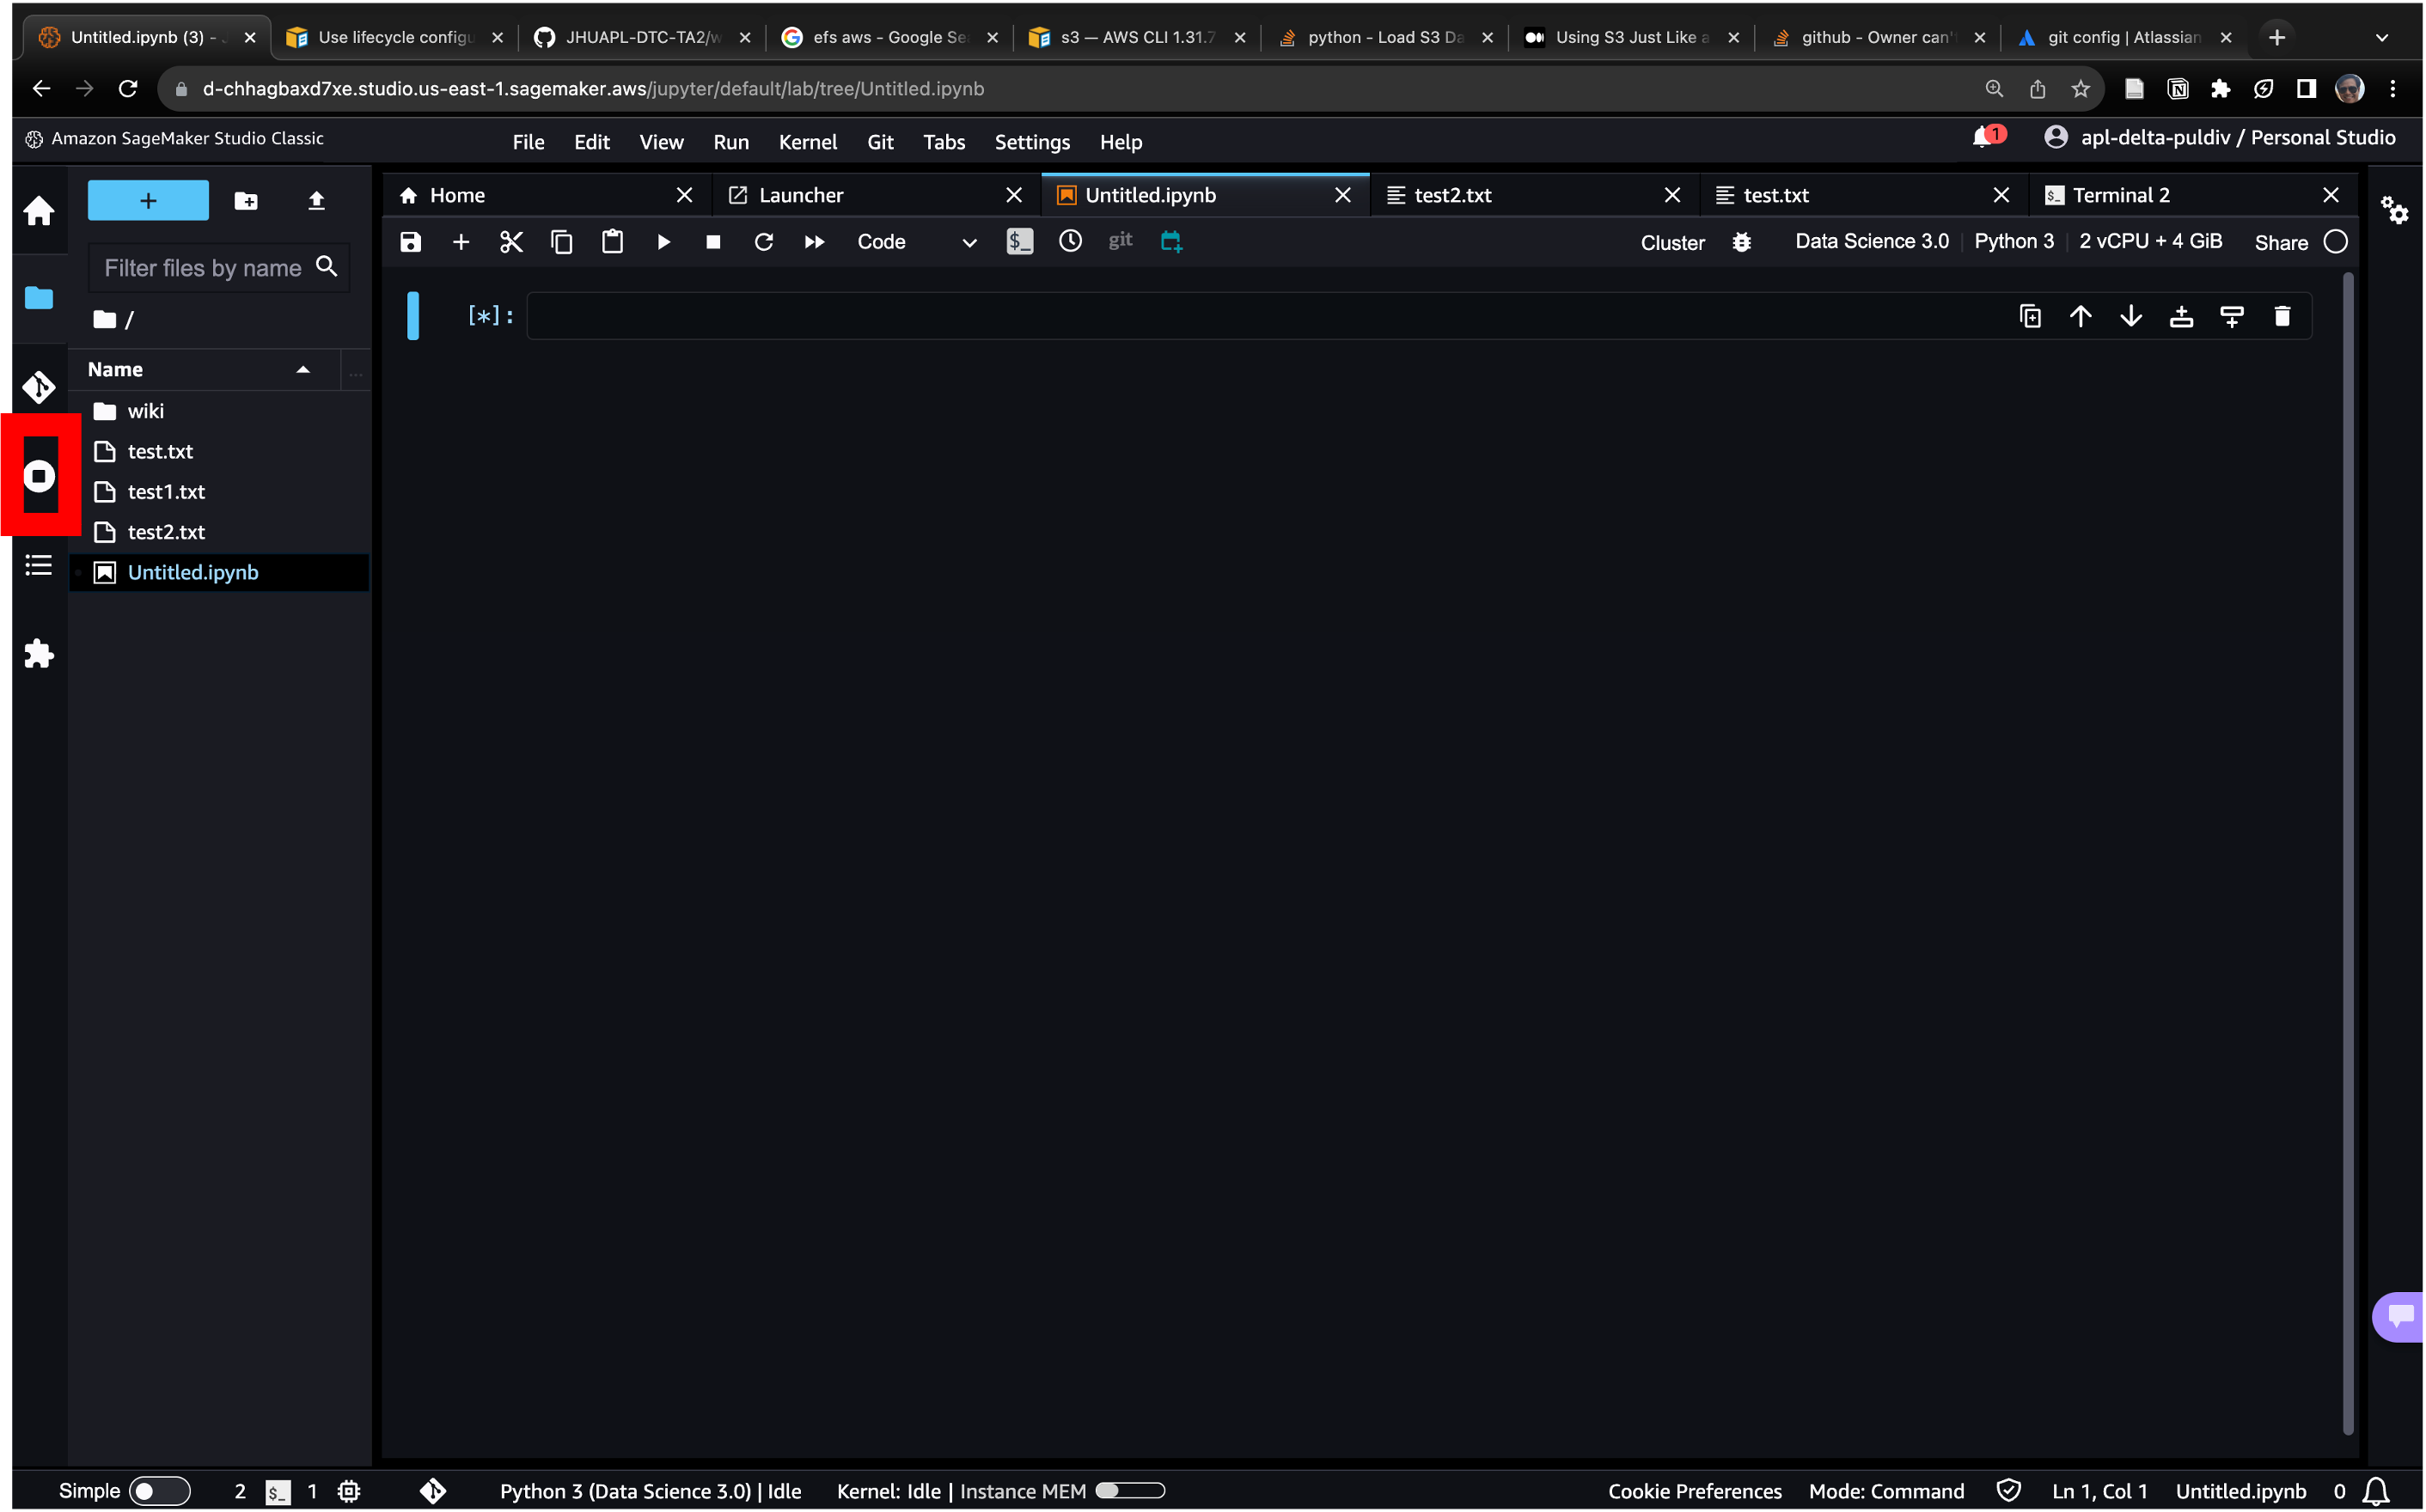 Untitled.ipynb (3) -
Use lifecycle configu
JHUAPL-DTC-TA2/w
efs aws - Google Se
s3 — AWS CLI 1.31.7
python - Load S3 Da
Using S3 Just Like a
github - Owner can'
git config | Atlassian
d-chhagbaxd7xe.studio.us-east-1.sagemaker.aws/jupyter/default/lab/tree/Untitled.ipynb
Amazon SageMaker Studio Classic
File Edit View Run Kernel Git Tabs Settings Help
1
apl-delta-puldiv / Personal Studio
Home
Launcher
Untitled.ipynb
test2.txt
test.txt
Terminal 2
Code
git
Cluster
Data Science 3.0
Python 3
2 vCPU + 4 GiB
Share
Filter files by name
/
[*]:
Name
wiki
test.txt
test1.txt
test2.txt
Untitled.ipynb
Simple
2
$_
1
Python 3 (Data Science 3.0) | Idle
Kernel: Idle | Instance MEM
Cookie Preferences
Mode: Command
Ln 1, Col 1
Untitled.ipynb
0